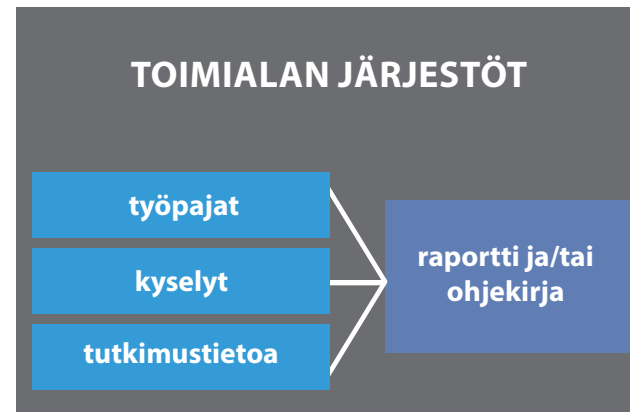 TOIMIALAN JÄRJESTÖT
työpajat
kyselyt
tutkimustietoa
raportti ja/tai
ohjekirja